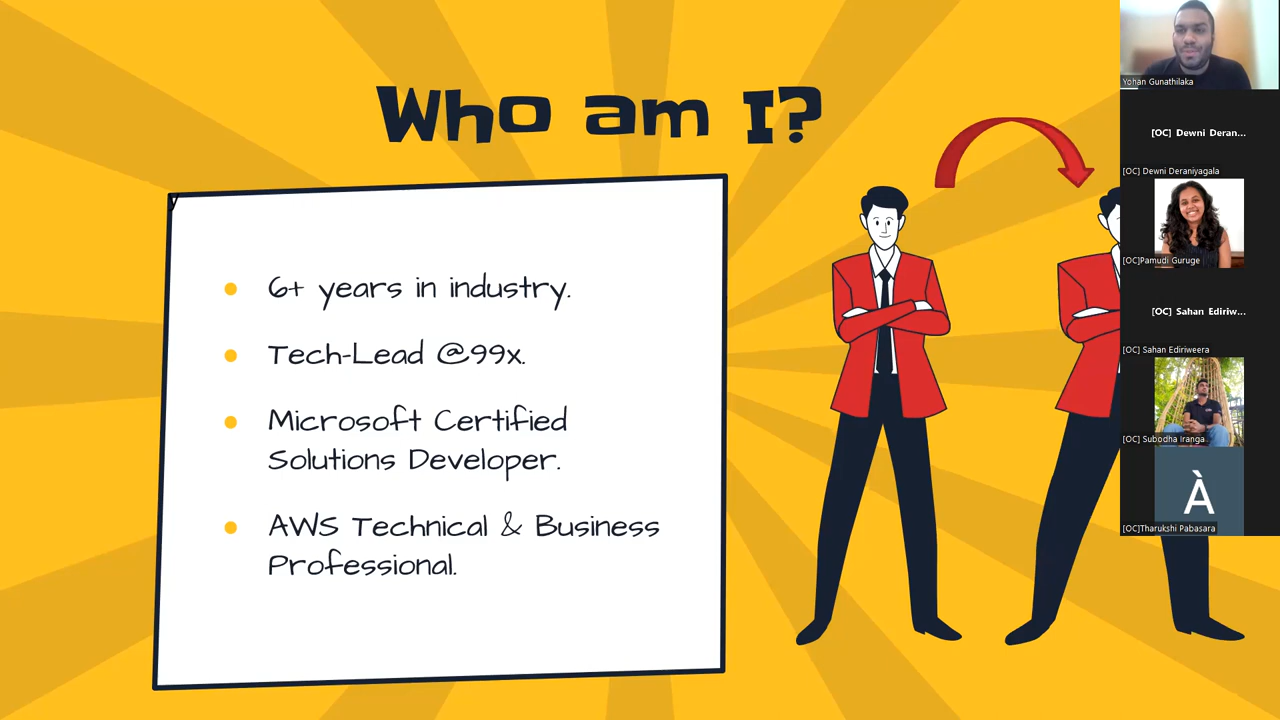 Who am I?
y
6+ years in industry.
Tech-Lead @99x.
Microsoft Certified
Solutions Developer.
AWS Technical & Business
Professional.
Yohan Gunathilaka
[OC] Dewni Deran...
[OC] Dewni Deraniyagala
[OC]Pamudi Guruge
[OC] Sahan Ediriw...
[OC] Sahan Ediriweera
[OC] Subodha Iranga
À
[OC]Tharukshi Pabasara